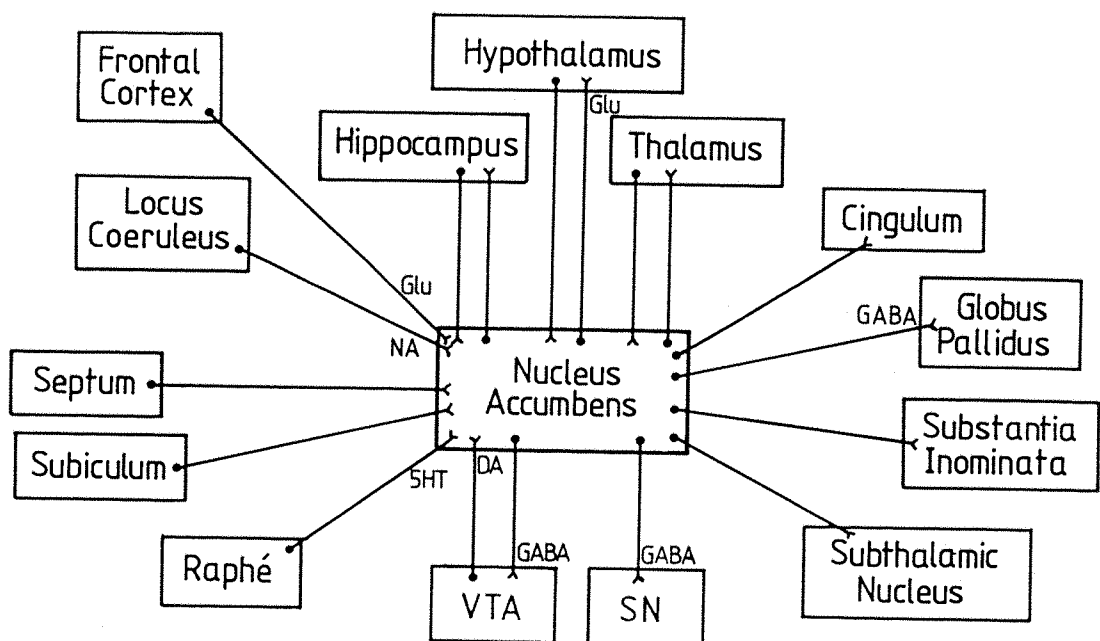 Frontal
Cortex
Hypothalamus
Glu
Hippocampus
Thalamus
Locus
Coeruleus
Cingulum
Glu
NA
GABA
Globus
Pallidus
Septum
Nucleus
Accumbens
Subiculum
Substantia
Inominata
5HT
DA
Raphé
GABA
GABA
VTA
SN
Subthalamic
Nucleus